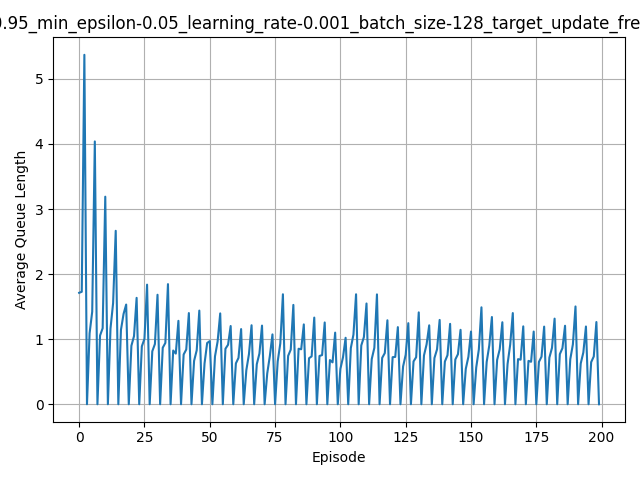 0.95_min_epsilon-0.05_learning_rate-0.001_batch_size-128_target_update_fre
5
4
3
2
1
0
Average Queue Length
0 25 50 75 100 125 150 175 200
Episode